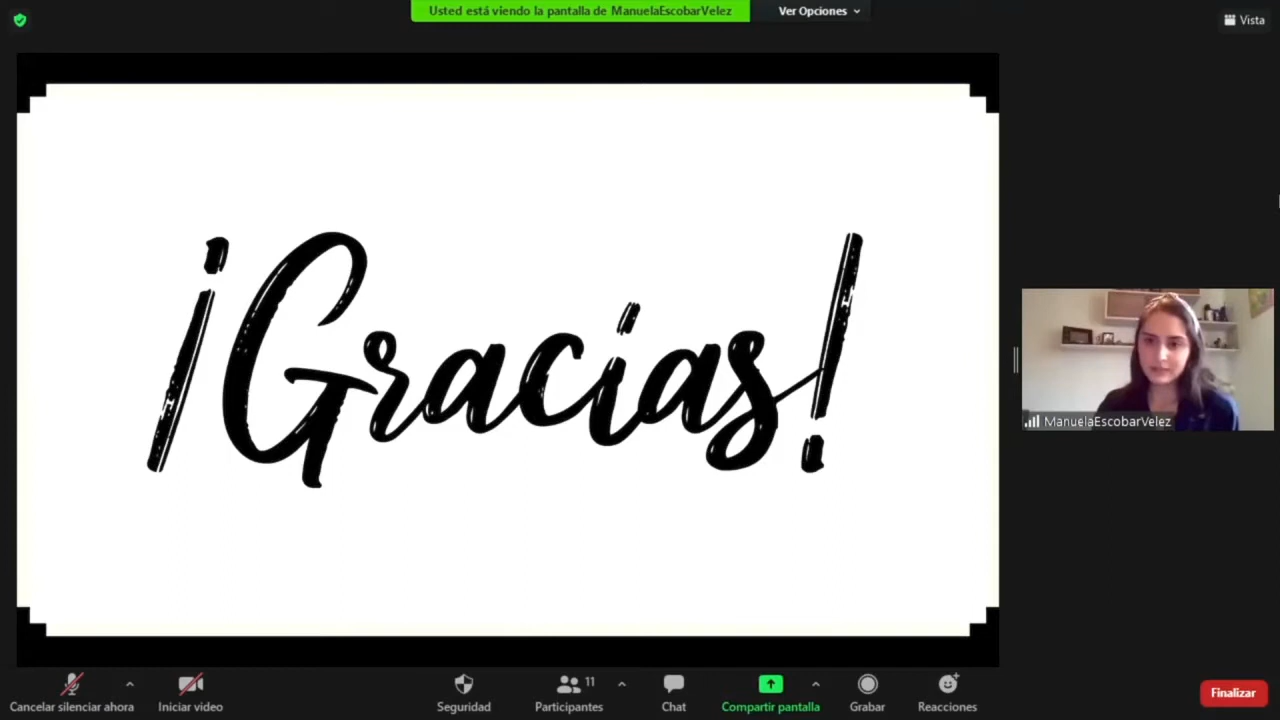 Usted está viendo la pantalla de ManuelaEscobarVelez
Ver Opciones
Vista
¡Gracias!
ManuelaEscobarVelez
Cancelar silenciar ahora
Iniciar video
Seguridad
11
Participantes
Chat
Compartir pantalla
Grabar
Reacciones
Finalizar